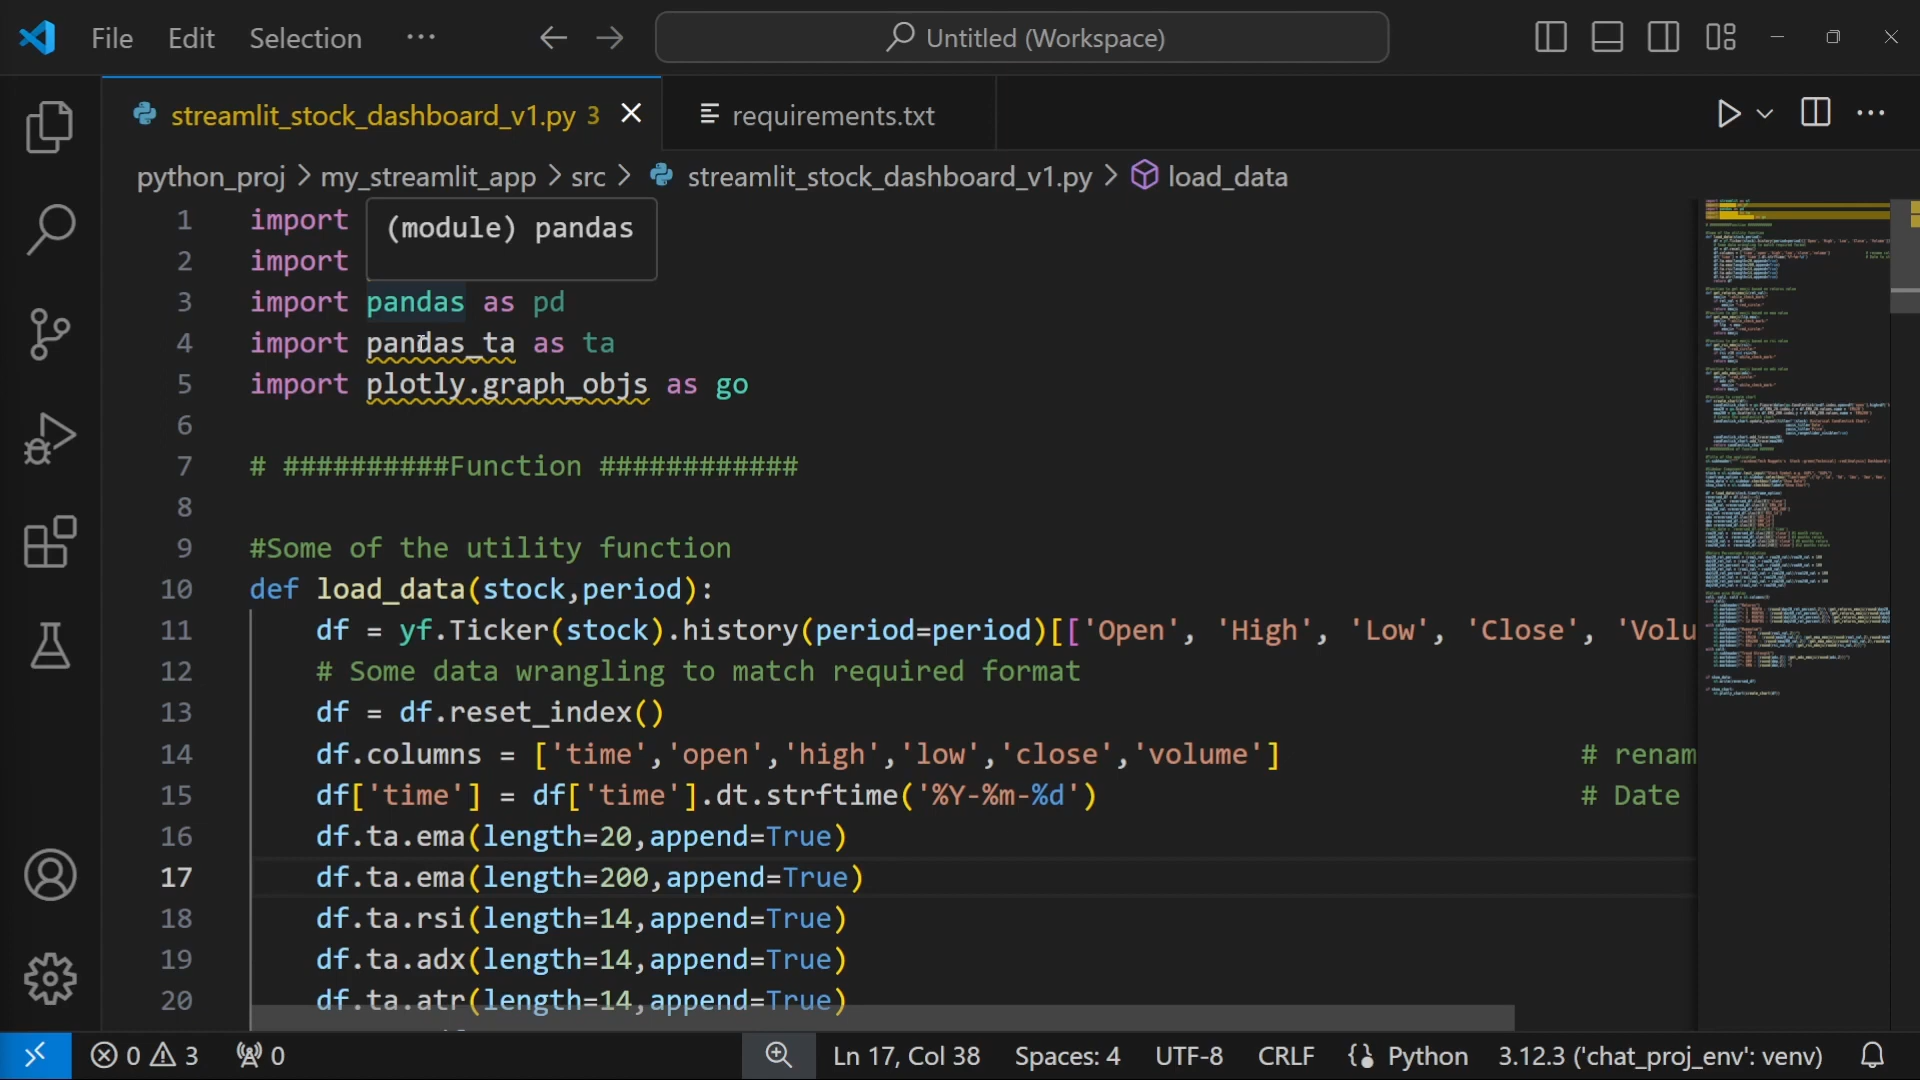 File Edit Selection ··· Untitled (Workspace)
streamlit_stock_dashboard_v1.py 3 requirements.txt
python_proj > my_streamlit_app > src > streamlit_stock_dashboard_v1.py > load_data
1 import
(module) pandas
2 import
3 import pandas as pd
4 import pandas_ta as ta
5 import plotly.graph_objs as go
6
7 # ##########Function ############
8
9 #Some of the utility function
10 def load_data(stock,period):
11 df = yf.Ticker(stock).history(period=period)[['Open', 'High', 'Low', 'Close', 'Volu
12 # Some data wrangling to match required format
13 df = df.reset_index()
14 df.columns = ['time','open','high','low','close','volume'] # renam
15 df['time'] = df['time'].dt.strftime('%Y-%m-%d') # Date
16 df.ta.ema(length=20,append=True)
17 df.ta.ema(length=200,append=True)
18 df.ta.rsi(length=14,append=True)
19 df.ta.adx(length=14,append=True)
20 df.ta.atr(length=14,append=True)
0 3 0 Ln 17, Col 38 Spaces: 4 UTF-8 CRLF Python 3.12.3 ('chat_proj_env': venv)